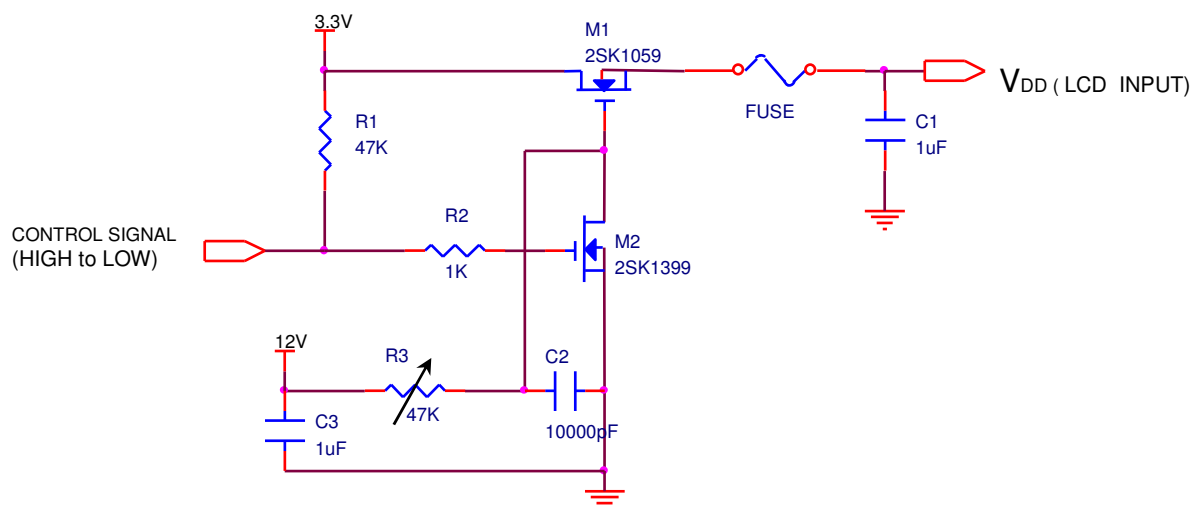 3.3V
M1
2SK1059
FUSE
VDD ( LCD INPUT)
R1
47K
C1
1uF
CONTROL SIGNAL
(HIGH to LOW)
R2
1K
M2
2SK1399
12V
R3
47K
C2
10000pF
C3
1uF